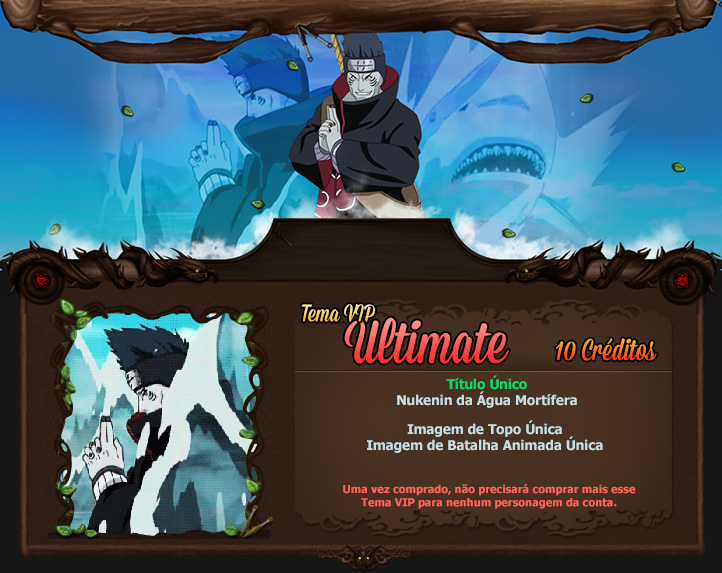 Tema VIP
Ultimate
10 Créditos
Título Único
Nukenin da Água Mortífera
Imagem de Topo Única
Imagem de Batalha Animada Única
Uma vez comprado, não precisará comprar mais esse
Tema VIP para nenhum personagem da conta.